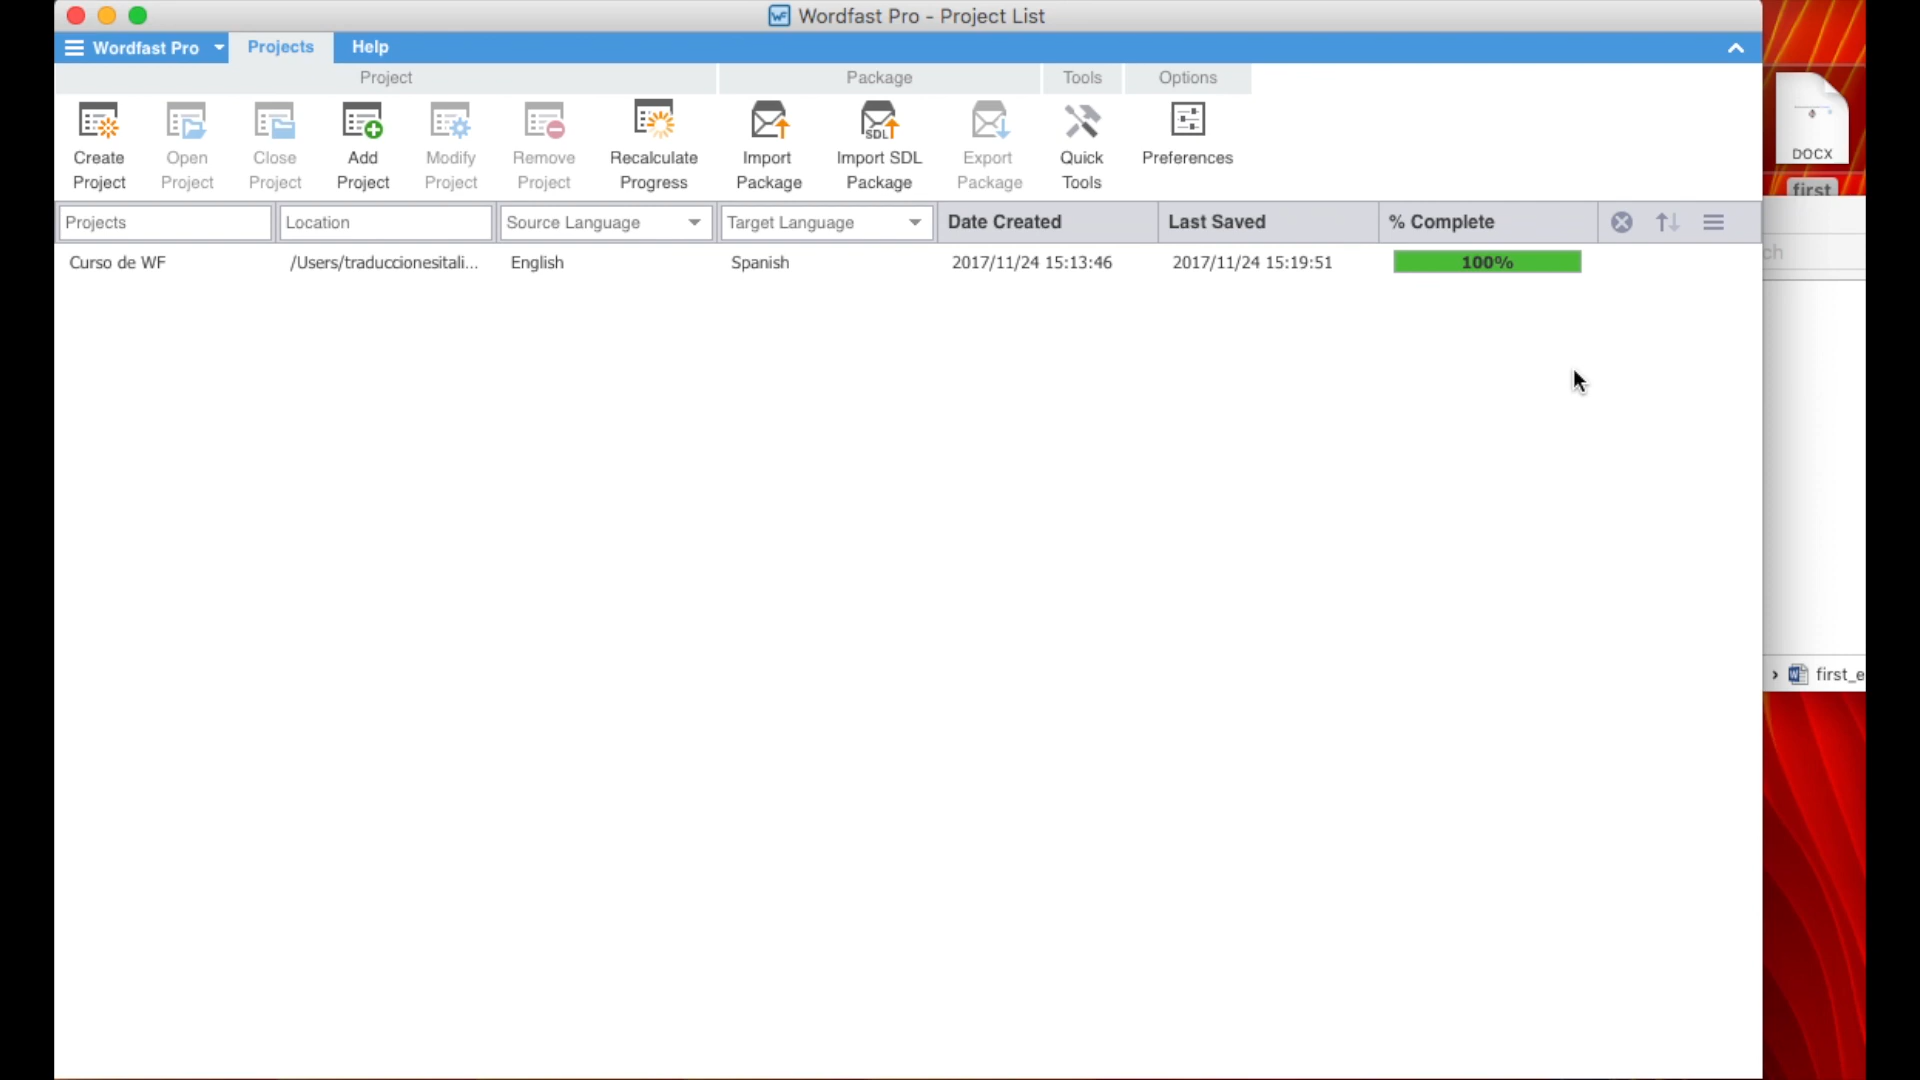 Wordfast Pro - Project List
Wordfast Pro Projects Help
Project Package Tools Options
DOCX
Create Project
Open Project
Close Project
Add Project
Modify Project
Remove Project
Recalculate Progress
Import Package
SDL
Import SDL Package
Export Package
Quick Tools
Preferences
first
Projects Location Source Language Target Language Date Created Last Saved % Complete
ch
Curso de WF /Users/traduccionesitali... English Spanish 2017/11/24 15:13:46 2017/11/24 15:19:51 100%
first_e